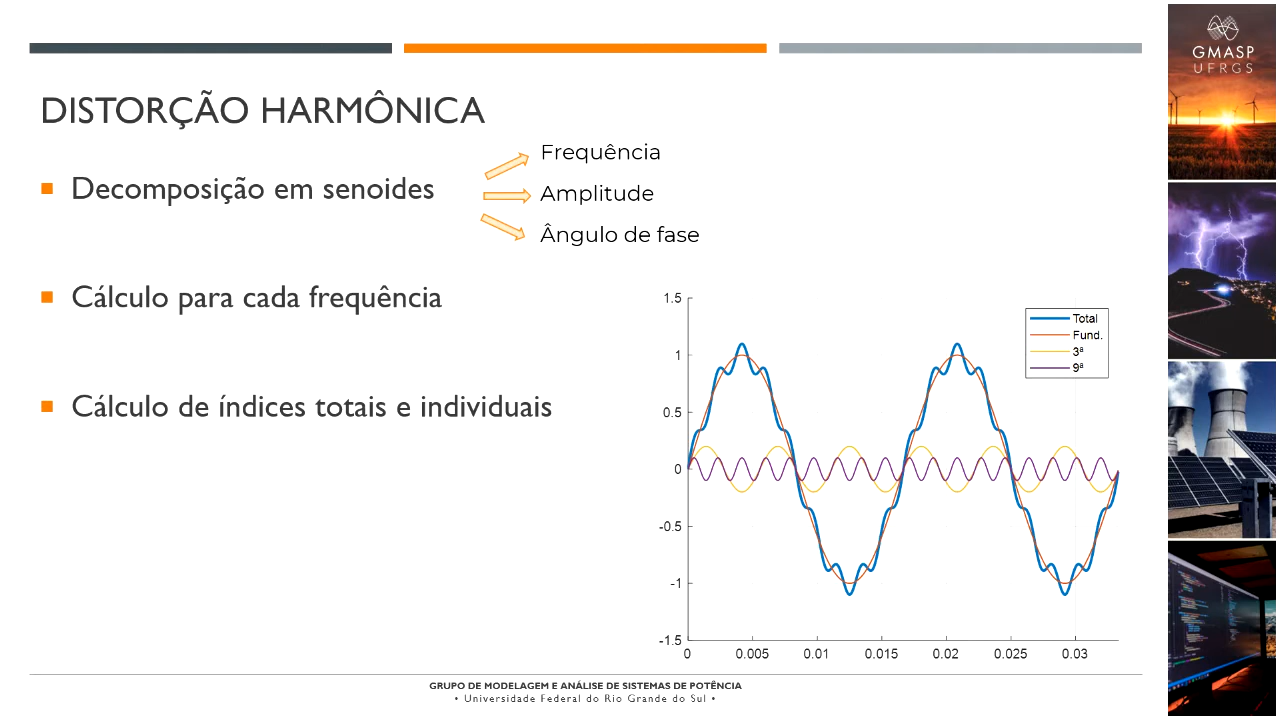 GMASP
UFRGS
DISTORÇÃO HARMÔNICA
Decomposição em senoides
Frequência
Amplitude
Ângulo de fase
Cálculo para cada frequência
Cálculo de índices totais e individuais
1.5
1
0.5
0
-0.5
-1
-1.5
0 0.005 0.01 0.015 0.02 0.025 0.03
Total
Fund.
3ª
9ª
GRUPO DE MODELAGEM E ANÁLISE DE SISTEMAS DE POTÊNCIA
• Universidade Federal do Rio Grande do Sul •